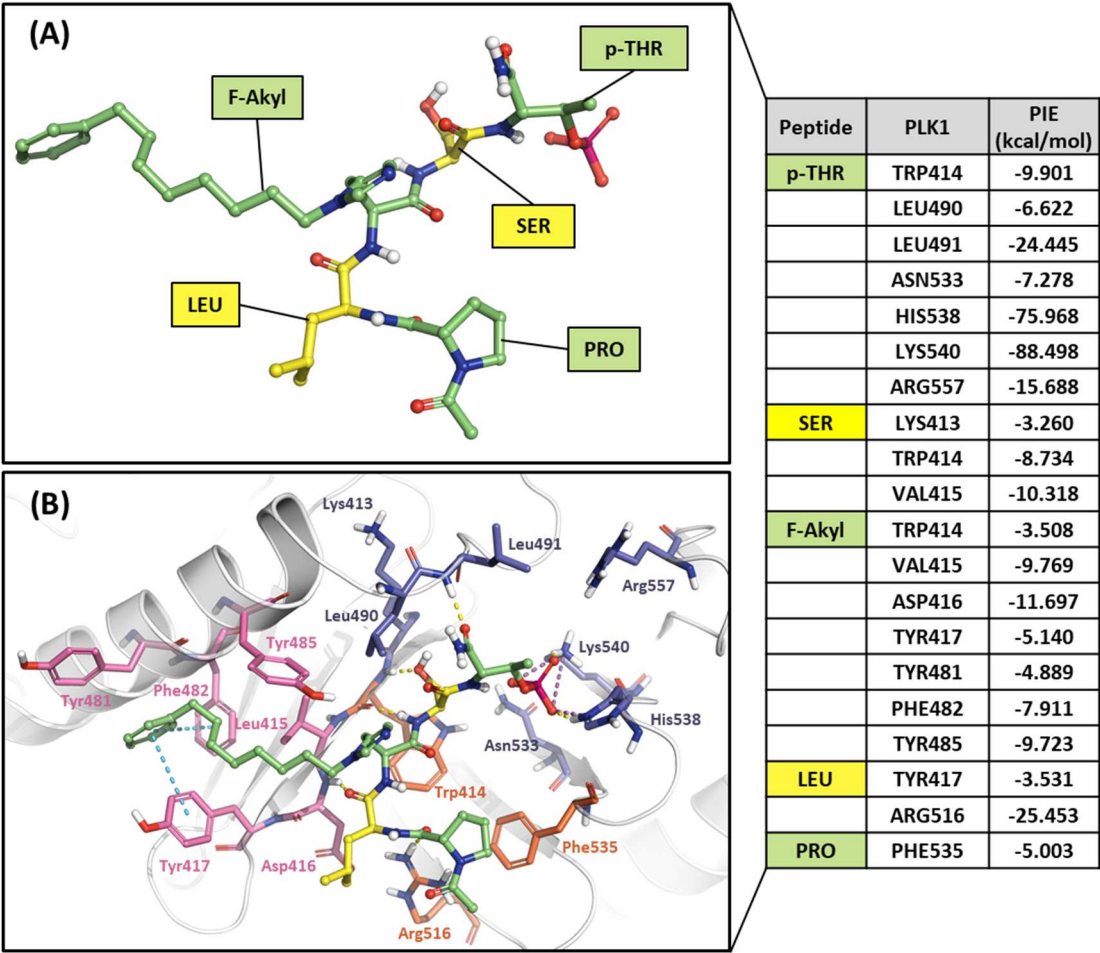 (A)
p-THR
F-Akyl
SER
LEU
PRO
(B)
Lys413
Leu491
Arg557
Leu490
Tyr485
Lys540
Tyr481
Phe482
Leu415
His538
Asn533
Trp414
Phe535
Tyr417
Asp416
Arg516
Peptide PLK1 PIE
(kcal/mol)
p-THR TRP414 -9.901
LEU490 -6.622
LEU491 -24.445
ASN533 -7.278
HIS538 -75.968
LYS540 -88.498
ARG557 -15.688
SER LYS413 -3.260
TRP414 -8.734
VAL415 -10.318
F-Akyl TRP414 -3.508
VAL415 -9.769
ASP416 -11.697
TYR417 -5.140
TYR481 -4.889
PHE482 -7.911
TYR485 -9.723
LEU TYR417 -3.531
ARG516 -25.453
PRO PHE535 -5.003